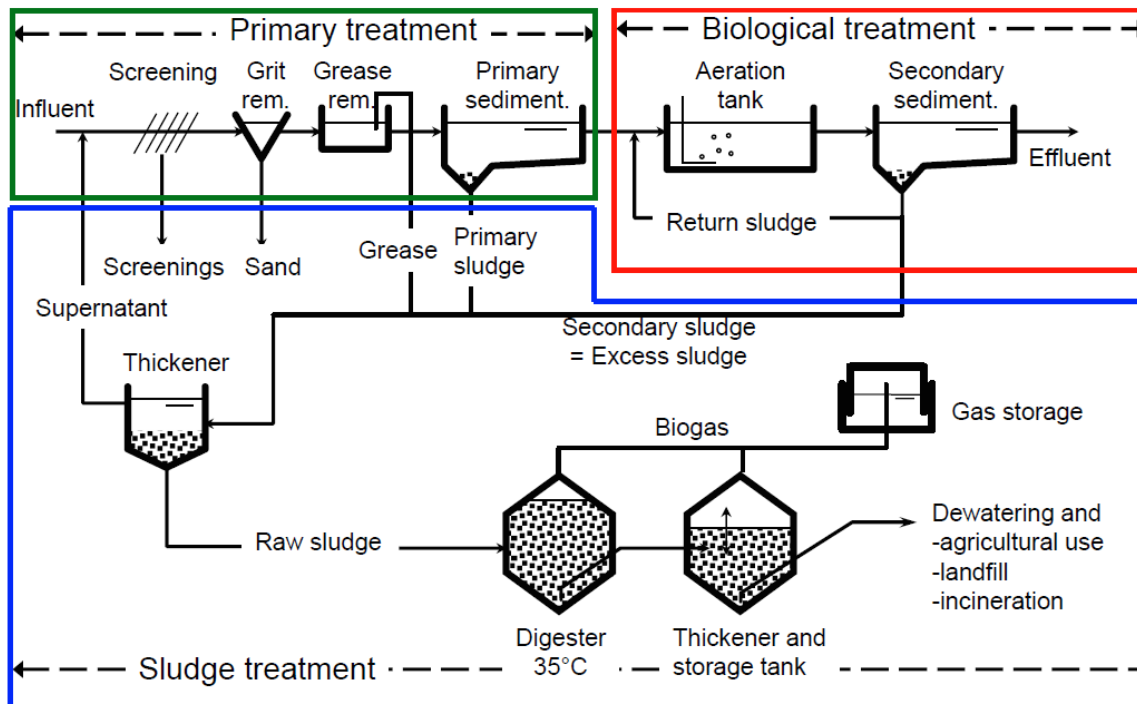 Primary treatment
Biological treatment
Screening
Grit
rem.
Grease
rem.
Primary
sediment.
Aeration
tank
Secondary
sediment.
Influent
Effluent
Return sludge
Screenings
Sand
Grease
Primary
sludge
Supernatant
Secondary sludge
= Excess sludge
Thickener
Gas storage
Biogas
Raw sludge
Dewatering and
-agricultural use
-landfill
-incineration
Digester
35°C
Thickener and
storage tank
Sludge treatment